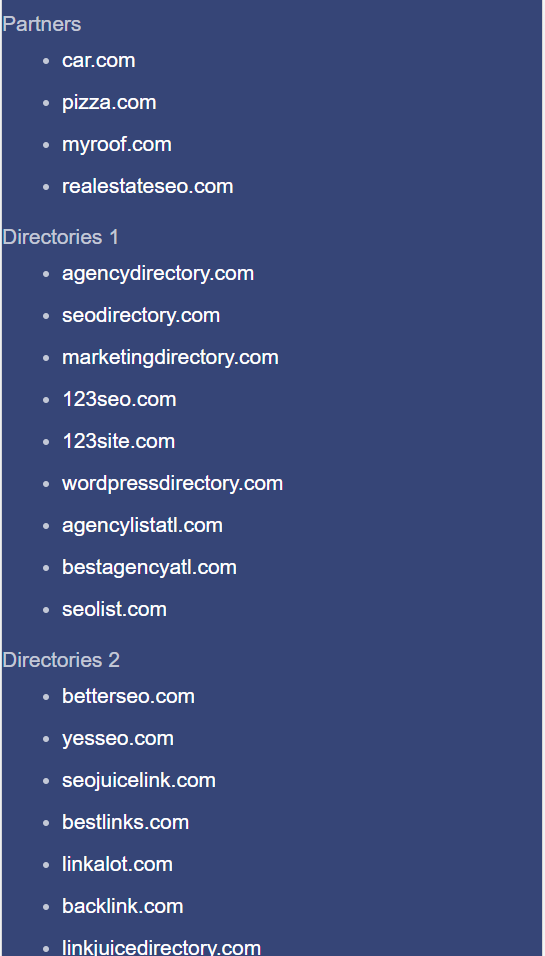 Partners
• car.com
• pizza.com
• myroof.com
• realestateseo.com
Directories 1
• agencydirectory.com
• seodirectory.com
• marketingdirectory.com
• 123seo.com
• 123site.com
• wordpressdirectory.com
• agencylistatl.com
• bestagencyatl.com
• seolist.com
Directories 2
• betterseo.com
• yesseo.com
• seojuicelink.com
• bestlinks.com
• linkalot.com
• backlink.com
• linkjuicedirectory.com